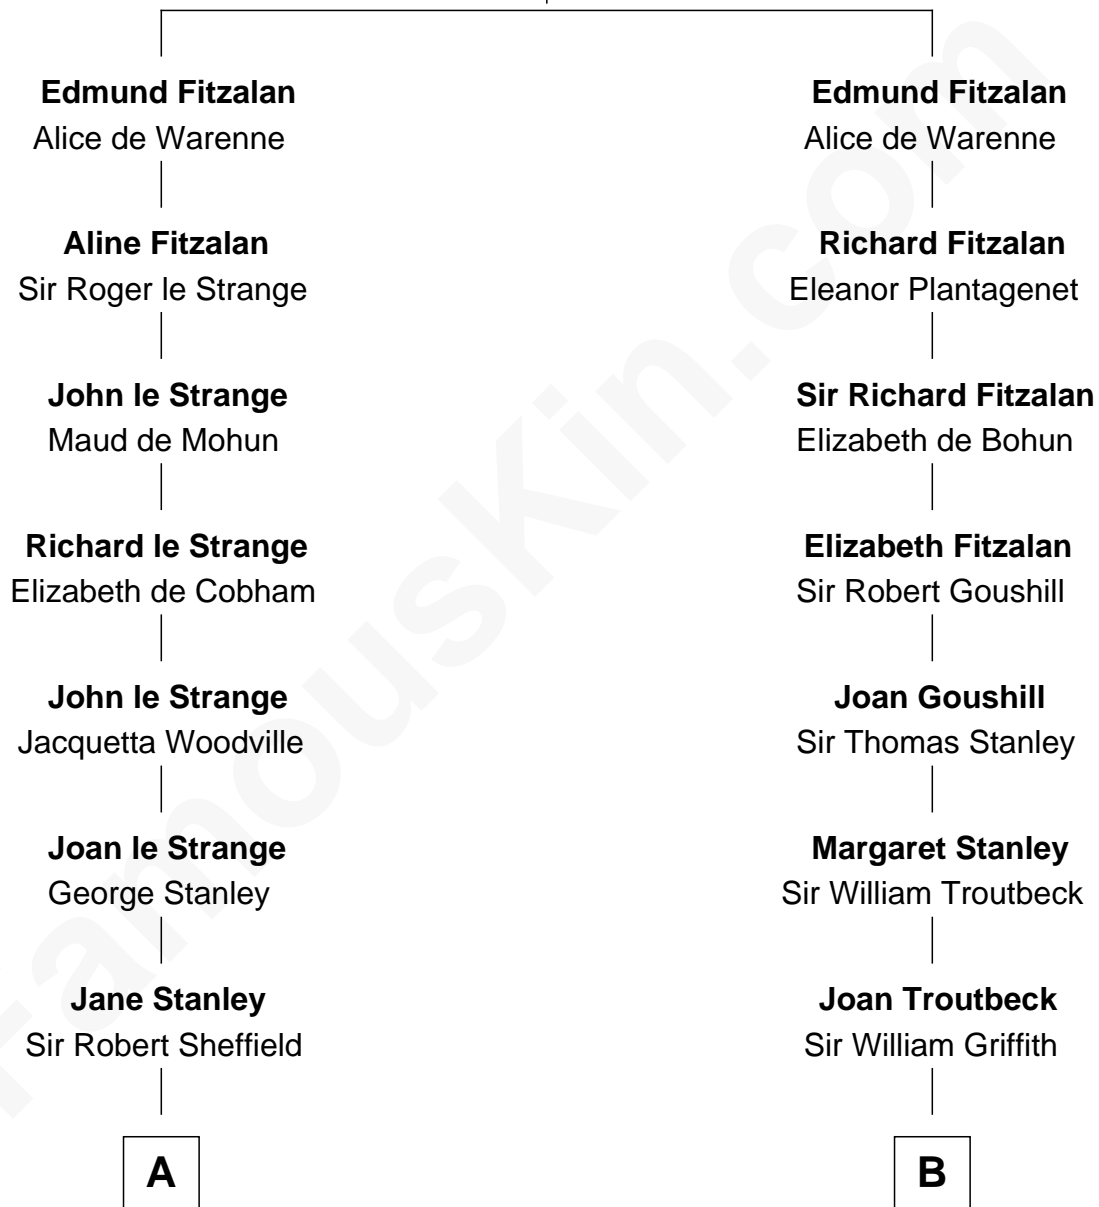 Edmund Fitzalan
Alice de Warenne
Aline Fitzalan
Sir Roger le Strange
John le Strange
Maud de Mohun
Richard le Strange
Elizabeth de Cobham
John le Strange
Jacquetta Woodville
Joan le Strange
George Stanley
Jane Stanley
Sir Robert Sheffield
A
Edmund Fitzalan
Alice de Warenne
Richard Fitzalan
Eleanor Plantagenet
Sir Richard Fitzalan
Elizabeth de Bohun
Elizabeth Fitzalan
Sir Robert Goushill
Joan Goushill
Sir Thomas Stanley
Margaret Stanley
Sir William Troutbeck
Joan Troutbeck
Sir William Griffith
B
FamousKin.com